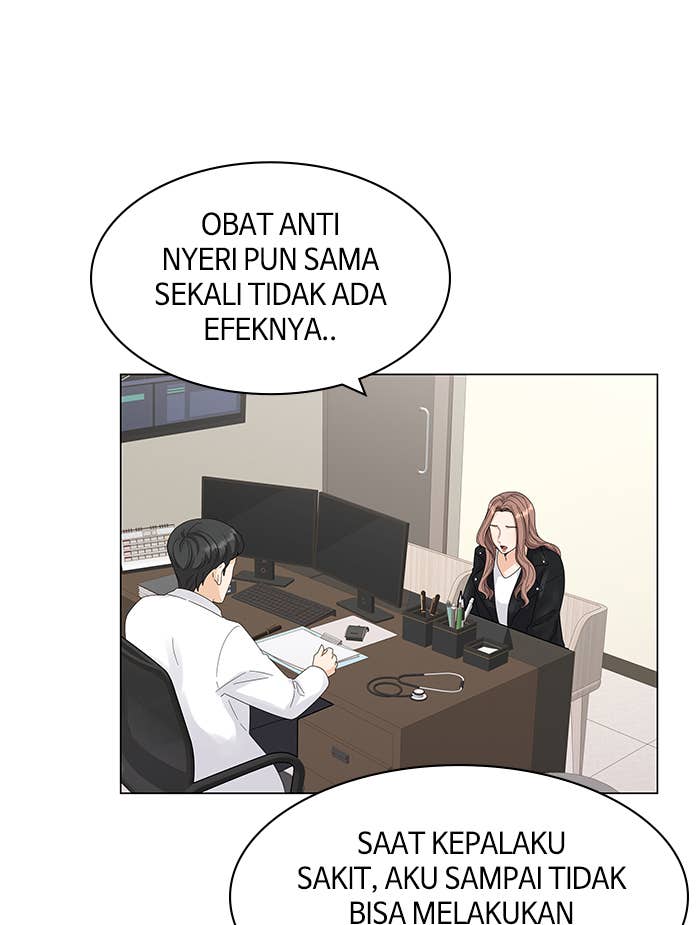 OBAT ANTI
NYERI PUN SAMA
SEKALI TIDAK ADA
EFEKNYA..
SAAT KEPALAKU
SAKIT, AKU SAMPAI TIDAK
BISA MELAKUKAN